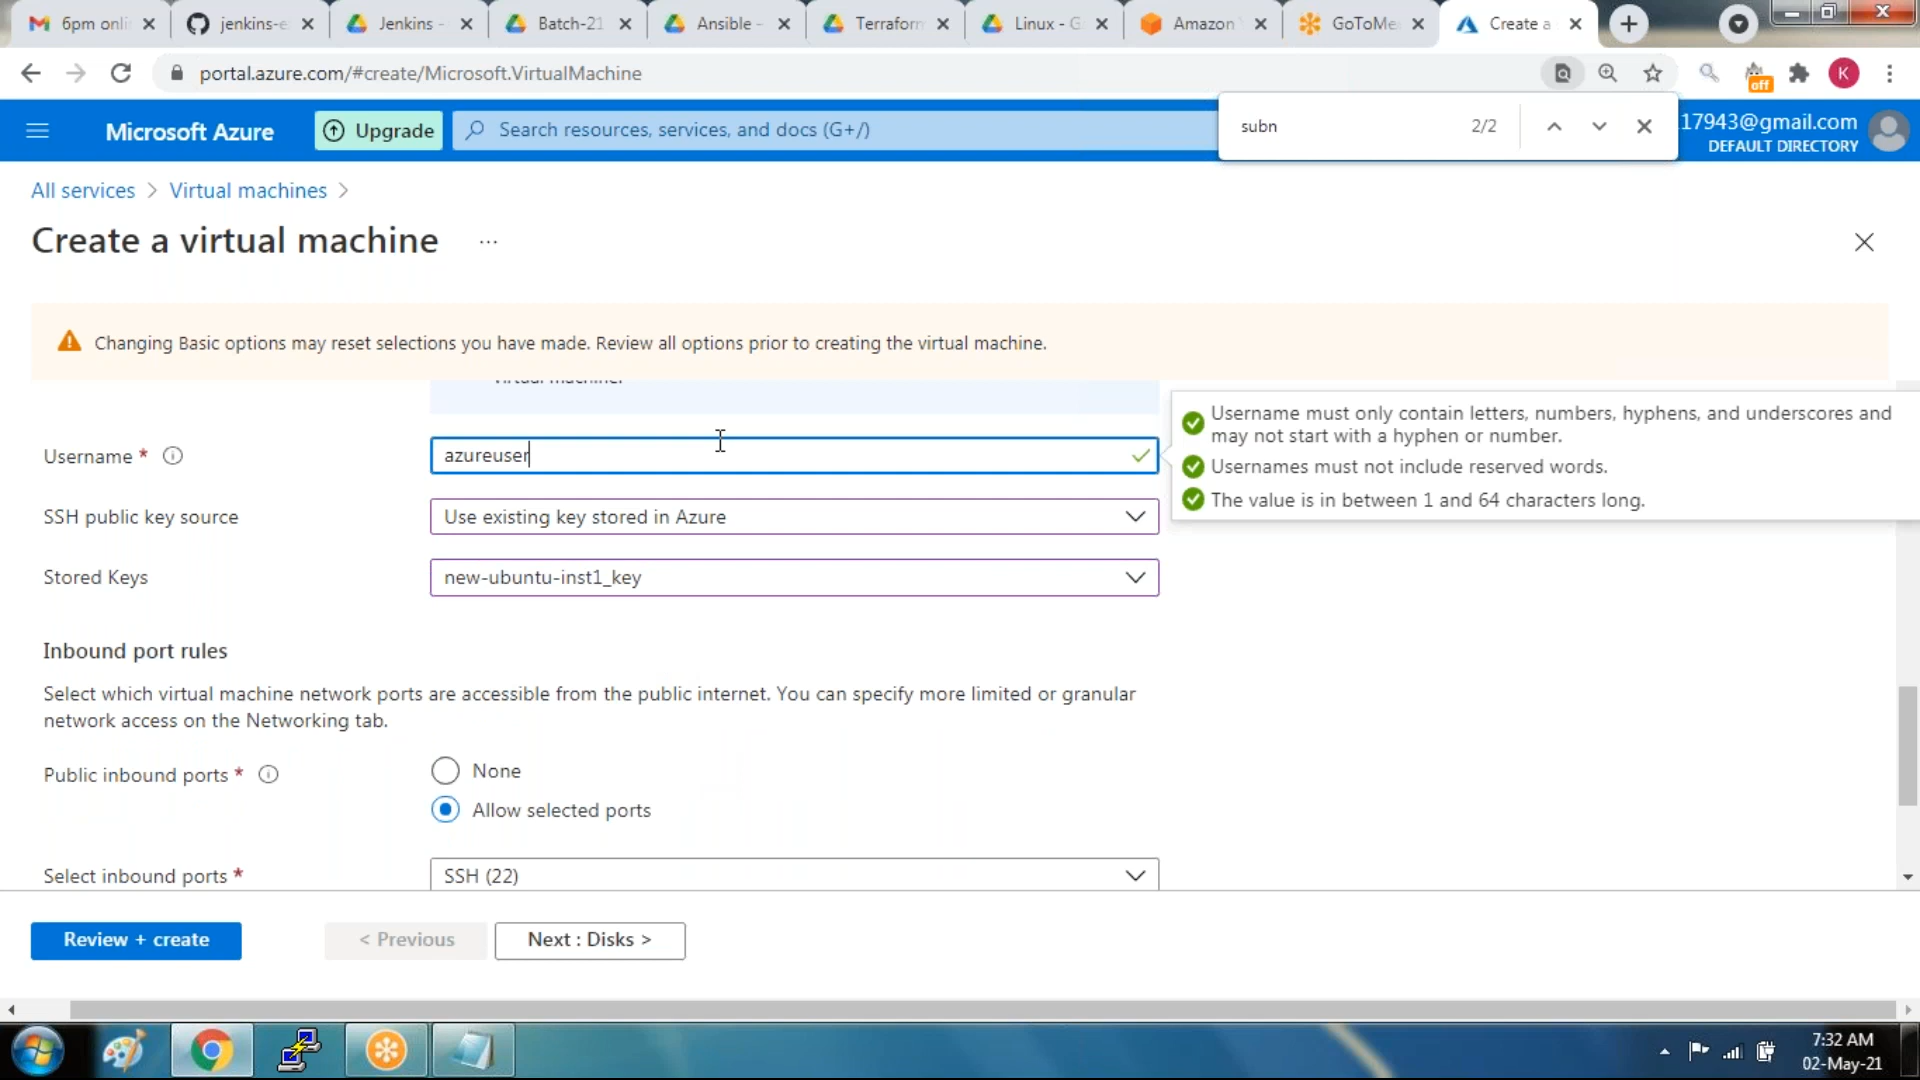 6pm onli
jenkins-e
Jenkins -
Batch-21
Ansible -
Terraform
Linux - G
Amazon
GoToMe
Create a
portal.azure.com/#create/Microsoft.VirtualMachine
off
K
Microsoft Azure
Upgrade
Search resources, services, and docs (G+/)
subn
2/2
17943@gmail.com
DEFAULT DIRECTORY
All services > Virtual machines >
Create a virtual machine ...
Changing Basic options may reset selections you have made. Review all options prior to creating the virtual machine.
virtual machine.
Username *
azureuser
Username must only contain letters, numbers, hyphens, and underscores and
may not start with a hyphen or number.
Usernames must not include reserved words.
The value is in between 1 and 64 characters long.
SSH public key source
Use existing key stored in Azure
Stored Keys
new-ubuntu-inst1_key
Inbound port rules
Select which virtual machine network ports are accessible from the public internet. You can specify more limited or granular
network access on the Networking tab.
Public inbound ports *
None
Allow selected ports
Select inbound ports *
SSH (22)
Review + create
< Previous
Next : Disks >
7:32 AM
02-May-21